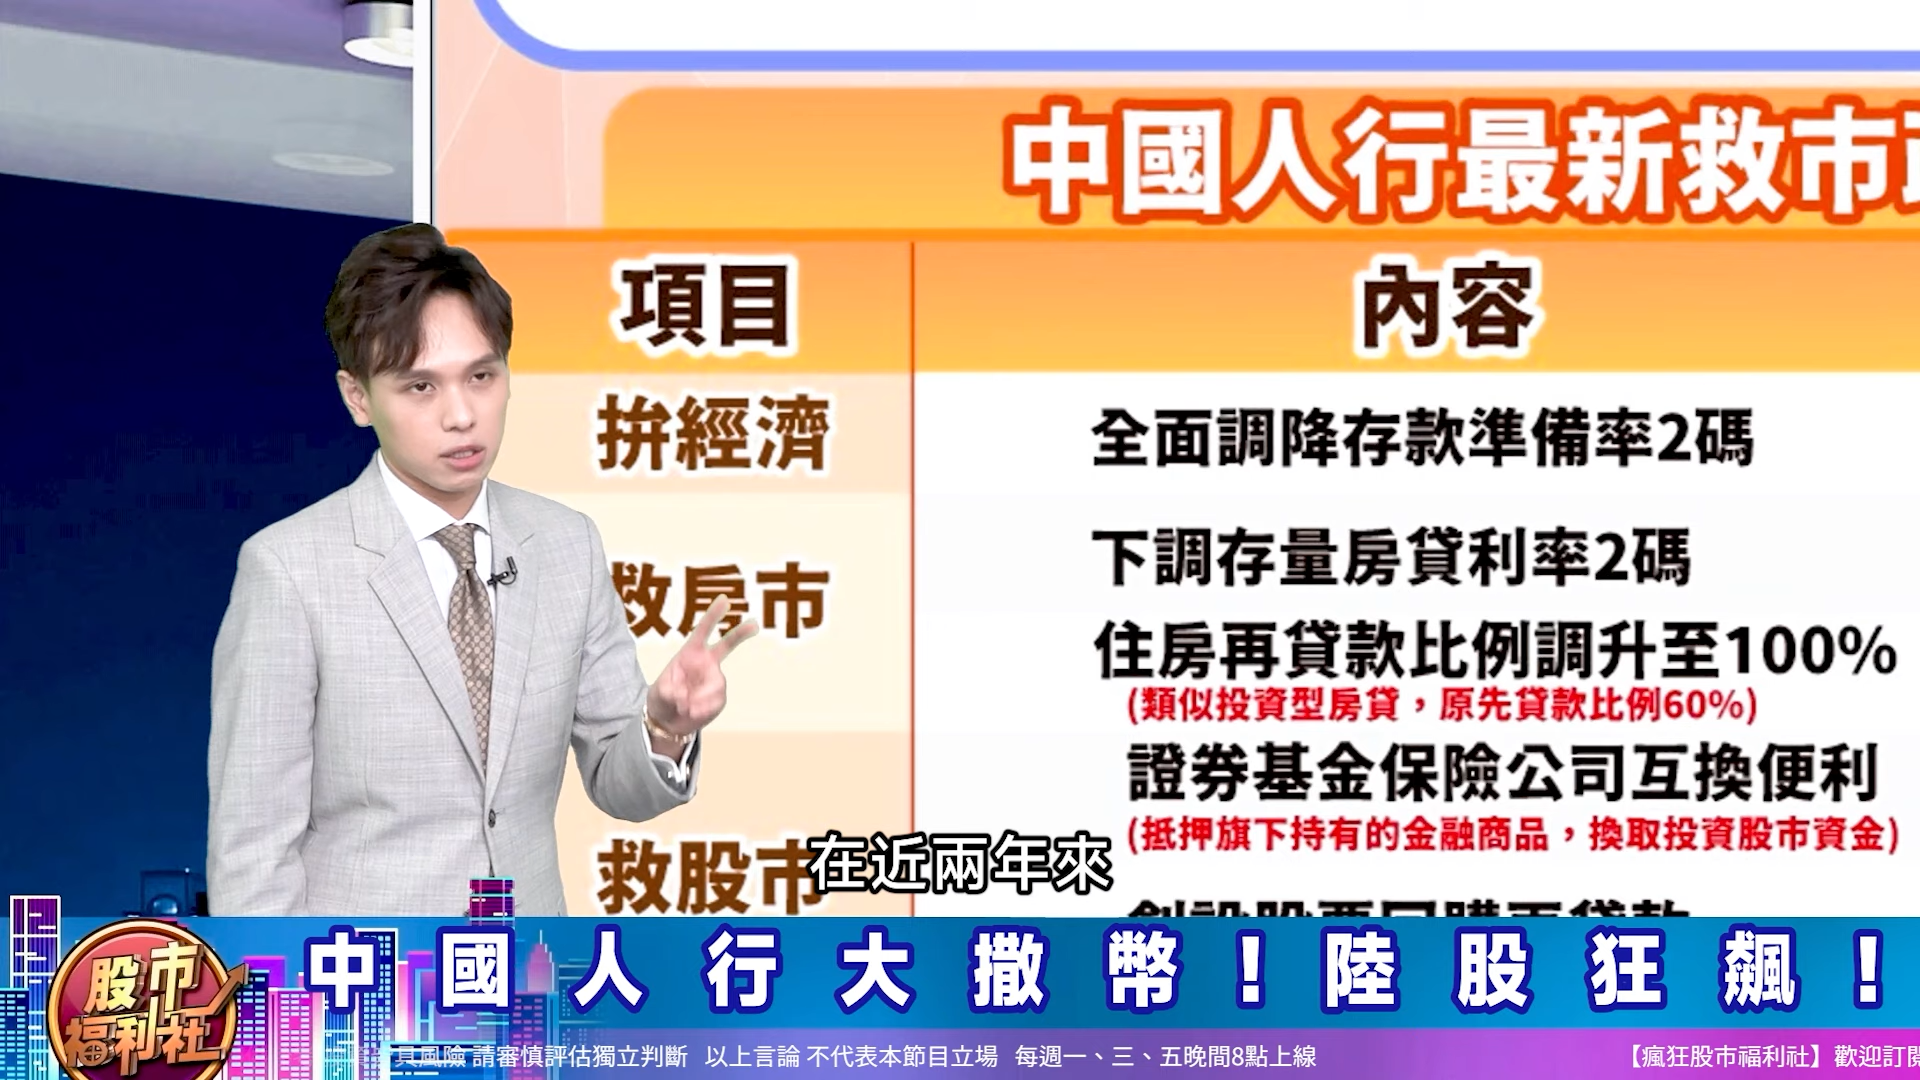 中國人行最新救市
項目
內容
拚經濟
全面調降存款準備率2碼
救房市
下調存量房貸利率2碼
住房再貸款比例調升至100%
(類似投資型房貸，原先貸款比例60%)
救股市
證券基金保險公司互換便利
(抵押旗下持有的金融商品，換取投資股市資金)
在近兩年來
中國人行大撒幣！陸股狂飆！
股市
福利社
具風險 請審慎評估獨立判斷 以上言論 不代表本節目立場 每週一、三、五晚間8點上線
【瘋狂股市福利社】歡迎訂閱